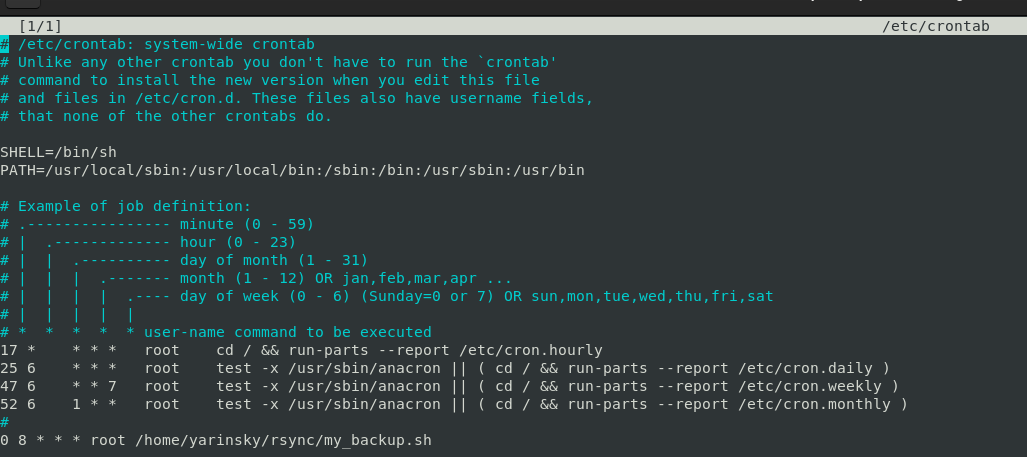 [1/1] /etc/crontab
# /etc/crontab: system-wide crontab
# Unlike any other crontab you don't have to run the `crontab'
# command to install the new version when you edit this file
# and files in /etc/cron.d. These files also have username fields,
# that none of the other crontabs do.

SHELL=/bin/sh
PATH=/usr/local/sbin:/usr/local/bin:/sbin:/bin:/usr/sbin:/usr/bin

# Example of job definition:
# .---------------- minute (0 - 59)
# |  .------------- hour (0 - 23)
# |  |  .---------- day of month (1 - 31)
# |  |  |  .------- month (1 - 12) OR jan,feb,mar,apr ...
# |  |  |  |  .---- day of week (0 - 6) (Sunday=0 or 7) OR sun,mon,tue,wed,thu,fri,sat
# |  |  |  |  |
# *  *  *  *  * user-name command to be executed
17 *    * * *   root    cd / && run-parts --report /etc/cron.hourly
25 6    * * *   root    test -x /usr/sbin/anacron || ( cd / && run-parts --report /etc/cron.daily )
47 6    * * 7   root    test -x /usr/sbin/anacron || ( cd / && run-parts --report /etc/cron.weekly )
52 6    1 * *   root    test -x /usr/sbin/anacron || ( cd / && run-parts --report /etc/cron.monthly )
#
0 8 * * * root /home/yarinsky/rsync/my_backup.sh